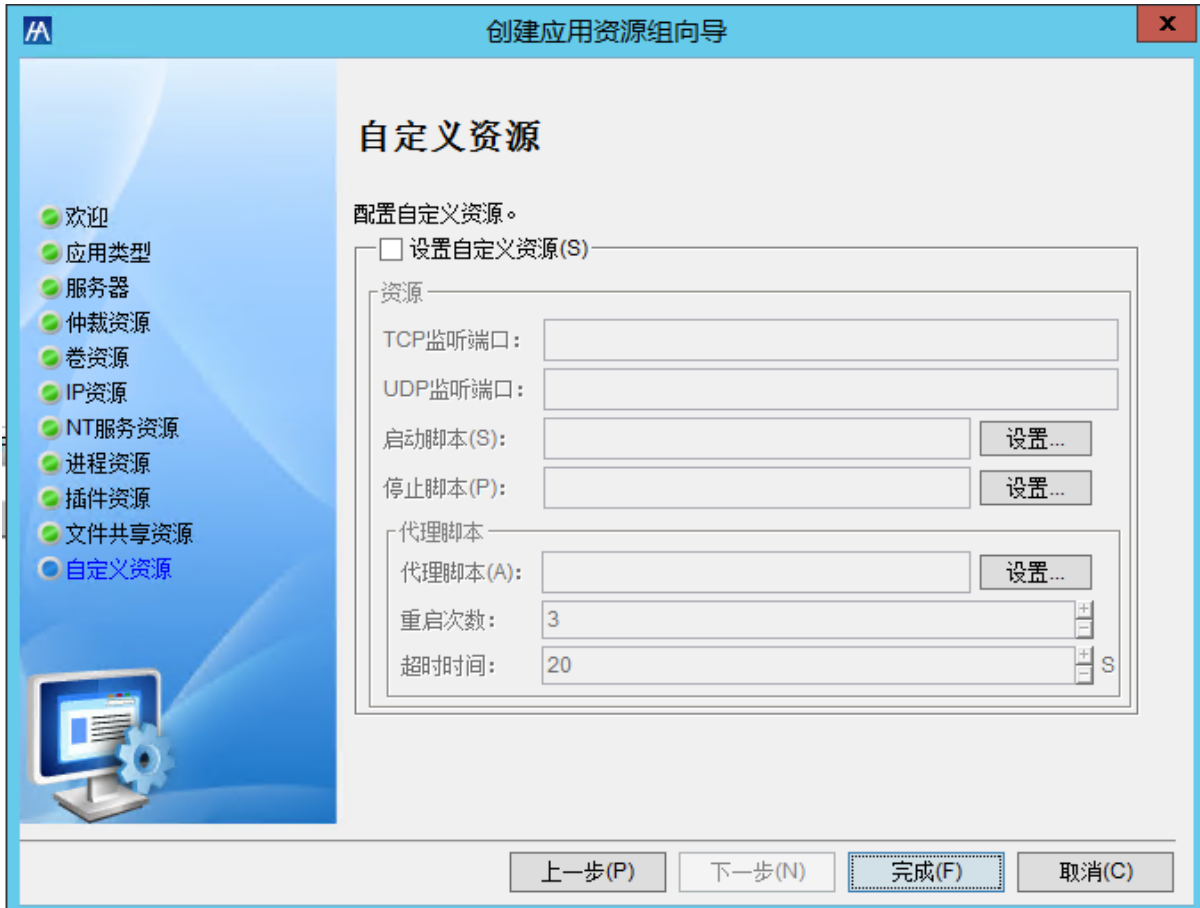 创建应用资源组向导
x
欢迎
应用类型
服务器
仲裁资源
卷资源
IP资源
NT服务资源
进程资源
插件资源
文件共享资源
自定义资源
自定义资源
配置自定义资源。
设置自定义资源(S)
资源
TCP监听端口：
UDP监听端口：
启动脚本(S)： 设置...
停止脚本(P)： 设置...
代理脚本
代理脚本(A)： 设置...
重启次数： 3
超时时间： 20 S
上一步(P) 下一步(N) 完成(F) 取消(C)